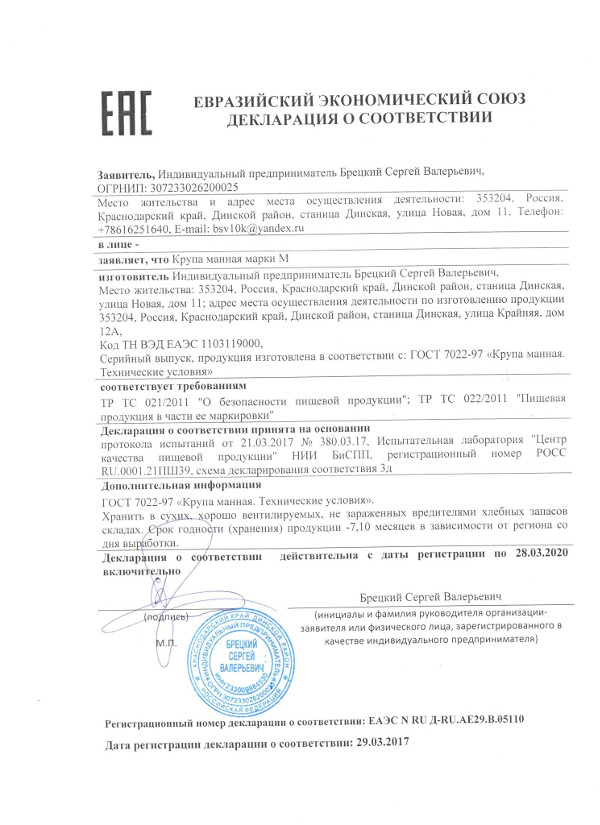 EAC
ЕВРАЗИЙСКИЙ ЭКОНОМИЧЕСКИЙ СОЮЗ
ДЕКЛАРАЦИЯ О СООТВЕТСТВИИ
Заявитель, Индивидуальный предприниматель Брецкий Сергей Валерьевич,
ОГРНИП: 307233026200025
Место жительства и адрес места осуществления деятельности: 353204, Россия,
Краснодарский край, Динской район, станица Динская, улица Новая, дом 11, Телефон:
+78616251640, E-mail: bsv10k@yandex.ru
в лице -
заявляет, что Крупа манная марки М
изготовитель Индивидуальный предприниматель Брецкий Сергей Валерьевич,
Место жительства: 353204, Россия, Краснодарский край, Динской район, станица Динская,
улица Новая, дом 11; адрес места осуществления деятельности по изготовлению продукции
353204, Россия, Краснодарский край, Динской район, станица Динская, улица Крайняя, дом
12А,
Код ТН ВЭД ЕАЭС 1103119000,
Серийный выпуск, продукция изготовлена в соответствии с: ГОСТ 7022-97 «Крупа манная.
Технические условия»
соответствует требованиям
ТР ТС 021/2011 "О безопасности пищевой продукции"; ТР ТС 022/2011 "Пищевая
продукция в части ее маркировки"
Декларация о соответствии принята на основании
протокола испытаний от 21.03.2017 № 380.03.17, Испытательная лаборатория "Центр
качества пищевой продукции" НИИ БиСПП, регистрационный номер РОСС
RU.0001.21ПШ39, схема декларирования соответствия 3д
Дополнительная информация
ГОСТ 7022-97 «Крупа манная. Технические условия».
Хранить в сухих, хорошо вентилируемых, не зараженных вредителями хлебных запасов
складах. Срок годности (хранения) продукции -7,10 месяцев в зависимости от региона со
дня выработки.
Декларация о соответствии действительна с даты регистрации по 28.03.2020
включительно
Брецкий Сергей Валерьевич
(подпись)
(инициалы и фамилия руководителя организации-
заявителя или физического лица, зарегистрированного в
качестве индивидуального предпринимателя)
М.П.
КРАСНОДАРСКИЙ КРАЙ ДИНСКОЙ РАЙОН
РОССИЙСКАЯ ФЕДЕРАЦИЯ
ИНДИВИДУАЛЬНЫЙ ПРЕДПРИНИМАТЕЛЬ
БРЕЦКИЙ
СЕРГЕЙ
ВАЛЕРЬЕВИЧ
ОГРН 307233026200025
Регистрационный номер декларации о соответствии: ЕАЭС N RU Д-RU.АЕ29.В.05110
Дата регистрации декларации о соответствии: 29.03.2017